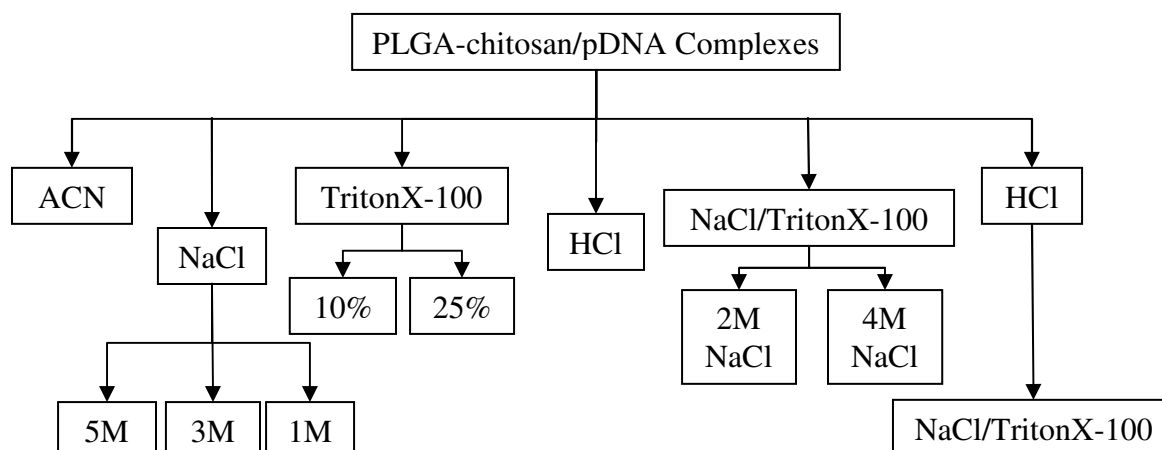 PLGA-chitosan/pDNA Complexes
ACN
NaCl
5M
3M
1M
TritonX-100
10%
25%
HCl
NaCl/TritonX-100
2M
NaCl
4M
NaCl
HCl
NaCl/TritonX-100